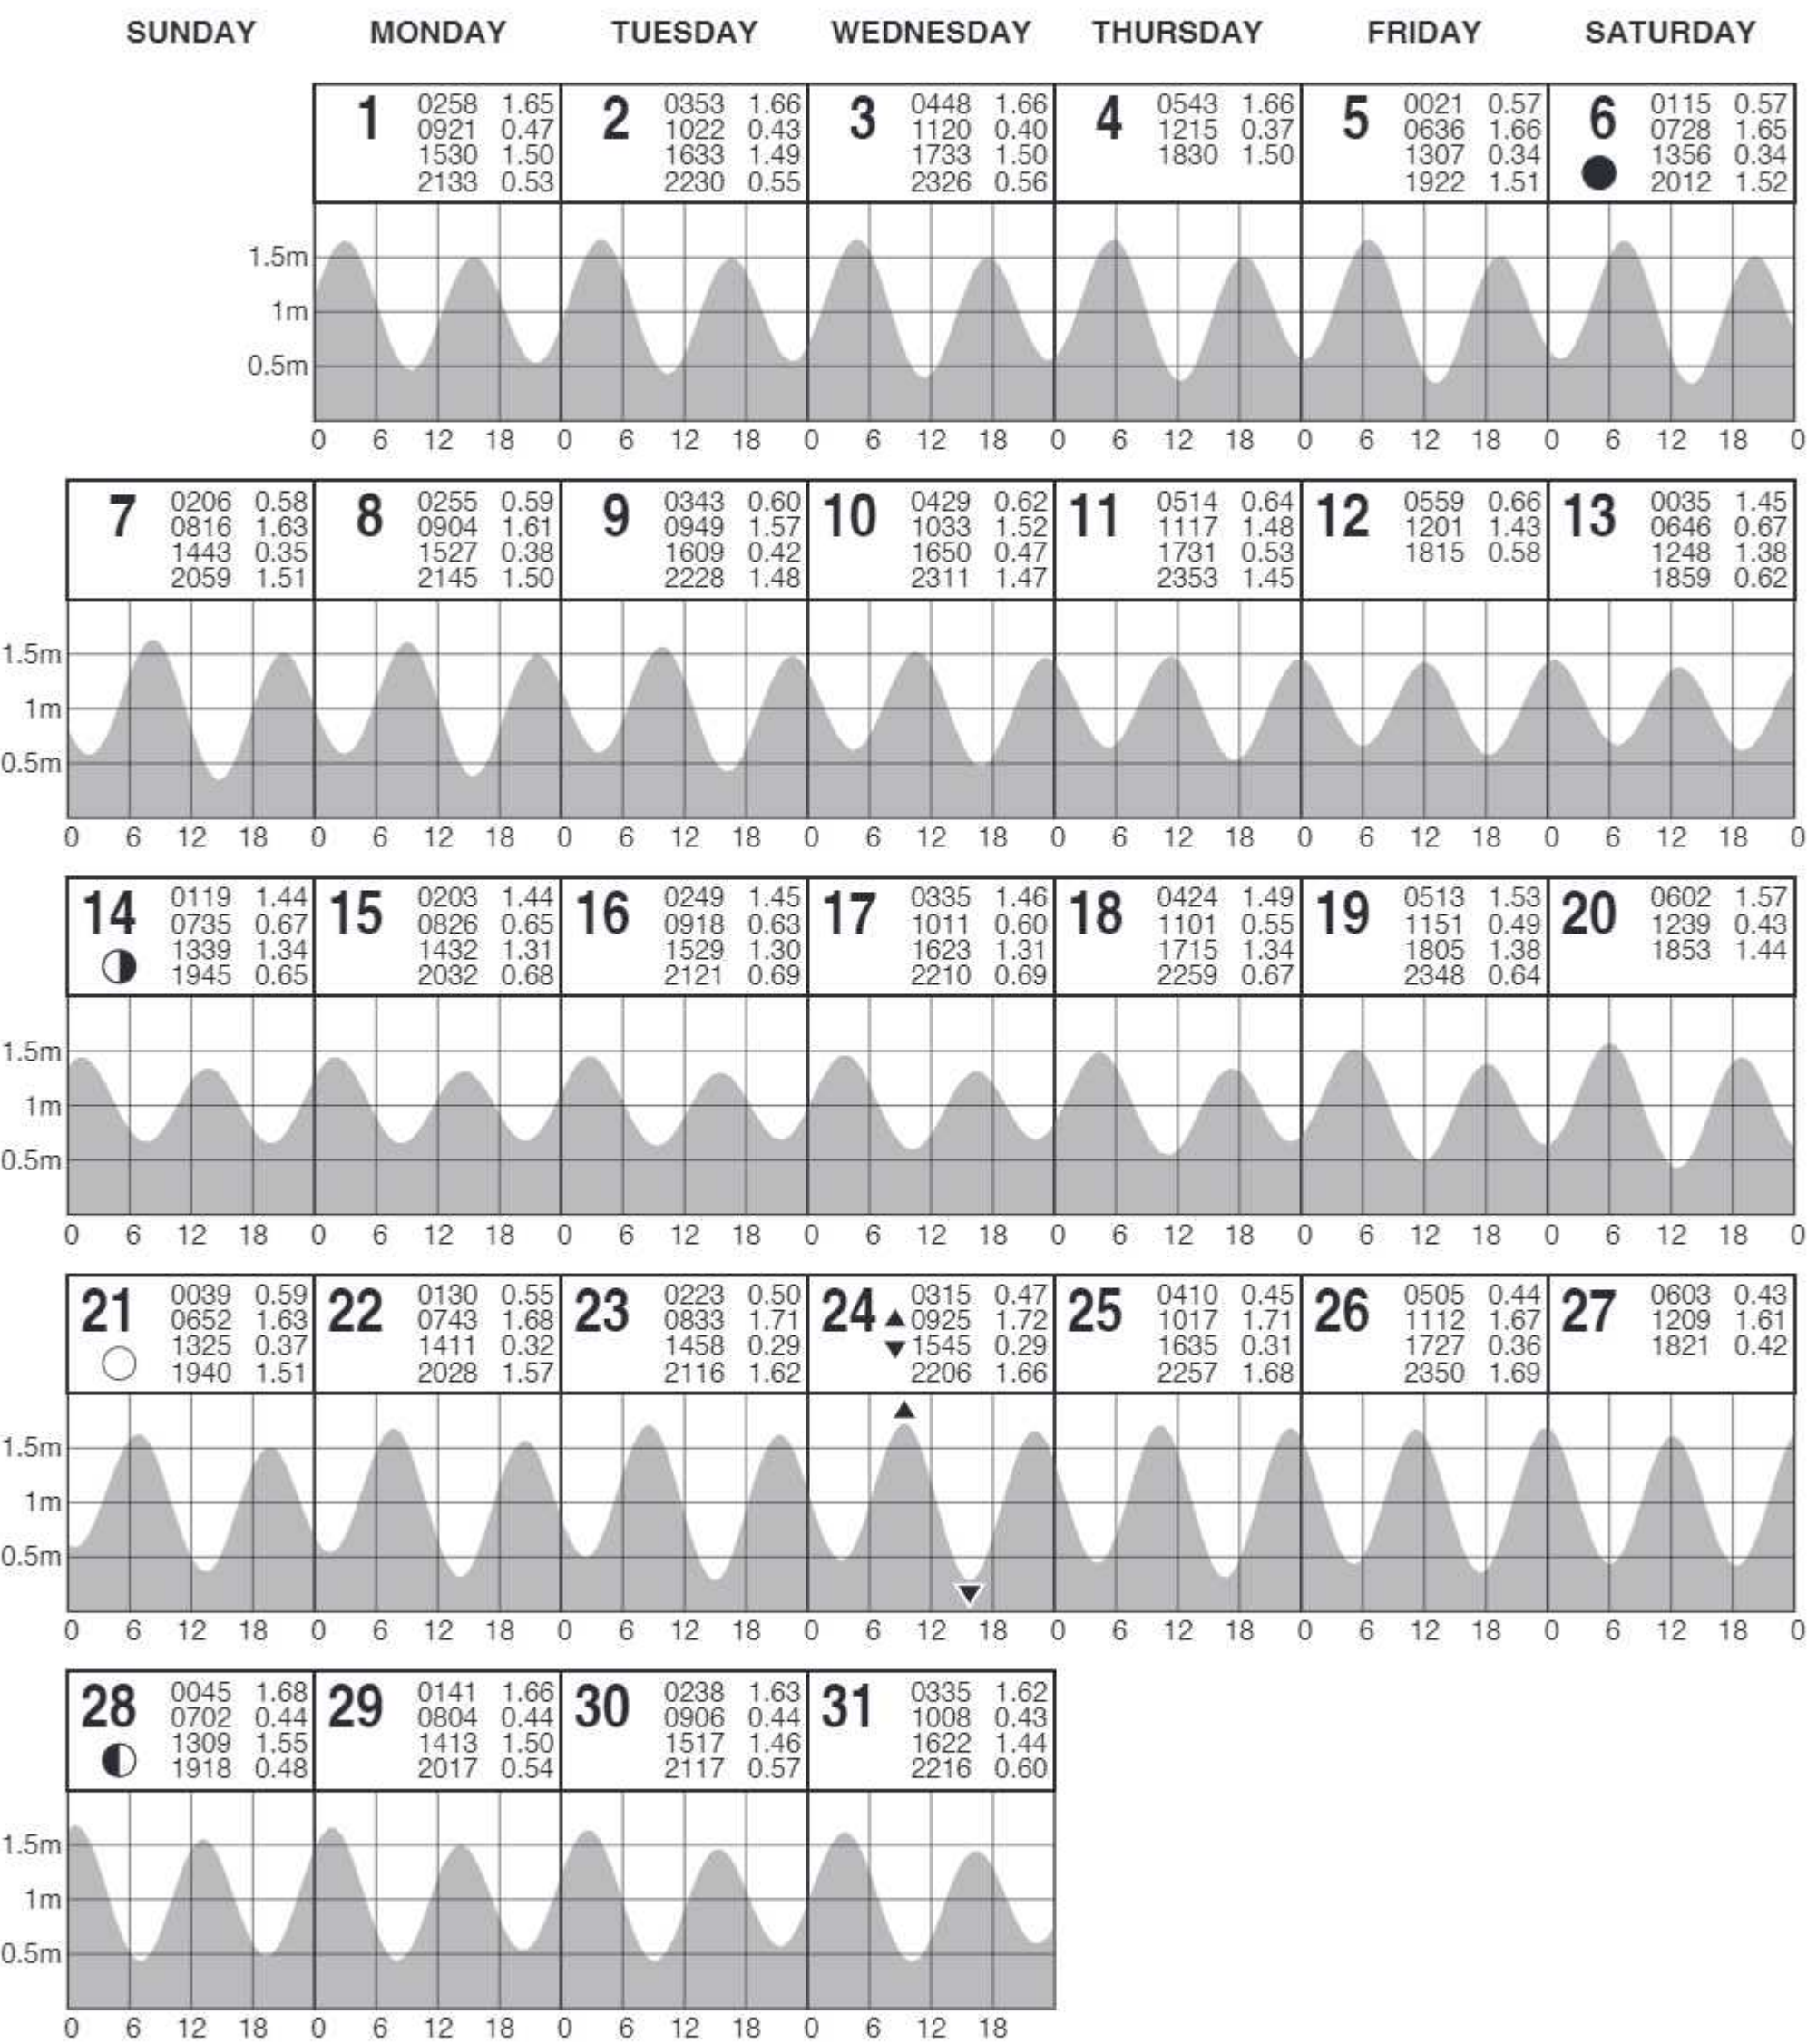 SUNDAY MONDAY TUESDAY WEDNESDAY THURSDAY FRIDAY SATURDAY
1 0258 1.65
0921 0.47
1530 1.50
2133 0.53
2 0353 1.66
1022 0.43
1633 1.49
2230 0.55
3 0448 1.66
1120 0.40
1733 1.50
2326 0.56
4 0543 1.66
1215 0.37
1830 1.50
5 0021 0.57
0636 1.66
1307 0.34
1922 1.51
6 0115 0.57
0728 1.65
1356 0.34
2012 1.52
1.5m
1m
0.5m
0 6 12 18 0 6 12 18 0 6 12 18 0 6 12 18 0 6 12 18 0 6 12 18 0
7 0206 0.58
0816 1.63
1443 0.35
2059 1.51
8 0255 0.59
0904 1.61
1527 0.38
2145 1.50
9 0343 0.60
0949 1.57
1609 0.42
2228 1.48
10 0429 0.62
1033 1.52
1650 0.47
2311 1.47
11 0514 0.64
1117 1.48
1731 0.53
2353 1.45
12 0559 0.66
1201 1.43
1815 0.58
13 0035 1.45
0646 0.67
1248 1.38
1859 0.62
1.5m
1m
0.5m
0 6 12 18 0 6 12 18 0 6 12 18 0 6 12 18 0 6 12 18 0 6 12 18 0 6 12 18 0
14 0119 1.44
0735 0.67
1339 1.34
1945 0.65
15 0203 1.44
0826 0.65
1432 1.31
2032 0.68
16 0249 1.45
0918 0.63
1529 1.30
2121 0.69
17 0335 1.46
1011 0.60
1623 1.31
2210 0.69
18 0424 1.49
1101 0.55
1715 1.34
2259 0.67
19 0513 1.53
1151 0.49
1805 1.38
2348 0.64
20 0602 1.57
1239 0.43
1853 1.44
1.5m
1m
0.5m
0 6 12 18 0 6 12 18 0 6 12 18 0 6 12 18 0 6 12 18 0 6 12 18 0 6 12 18 0
21 0039 0.59
0652 1.63
1325 0.37
1940 1.51
22 0130 0.55
0743 1.68
1411 0.32
2028 1.57
23 0223 0.50
0833 1.71
1458 0.29
2116 1.62
24 0315 0.47
▲0925 1.72
▼1545 0.29
2206 1.66
25 0410 0.45
1017 1.71
1635 0.31
2257 1.68
26 0505 0.44
1112 1.67
1727 0.36
2350 1.69
27 0603 0.43
1209 1.61
1821 0.42
1.5m
1m
0.5m
0 6 12 18 0 6 12 18 0 6 12 18 0 6 12 18 0 6 12 18 0 6 12 18 0 6 12 18 0
28 0045 1.68
0702 0.44
1309 1.55
1918 0.48
29 0141 1.66
0804 0.44
1413 1.50
2017 0.54
30 0238 1.63
0906 0.44
1517 1.46
2117 0.57
31 0335 1.62
1008 0.43
1622 1.44
2216 0.60
1.5m
1m
0.5m
0 6 12 18 0 6 12 18 0 6 12 18 0 6 12 18